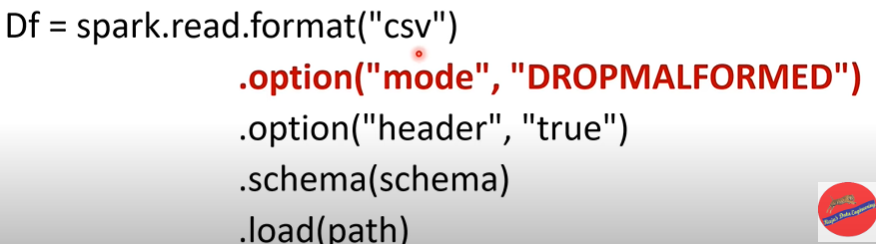 Df = spark.read.format("csv")
.option("mode", "DROPMALFORMED")
.option("header", "true")
.schema(schema)
.load(path)